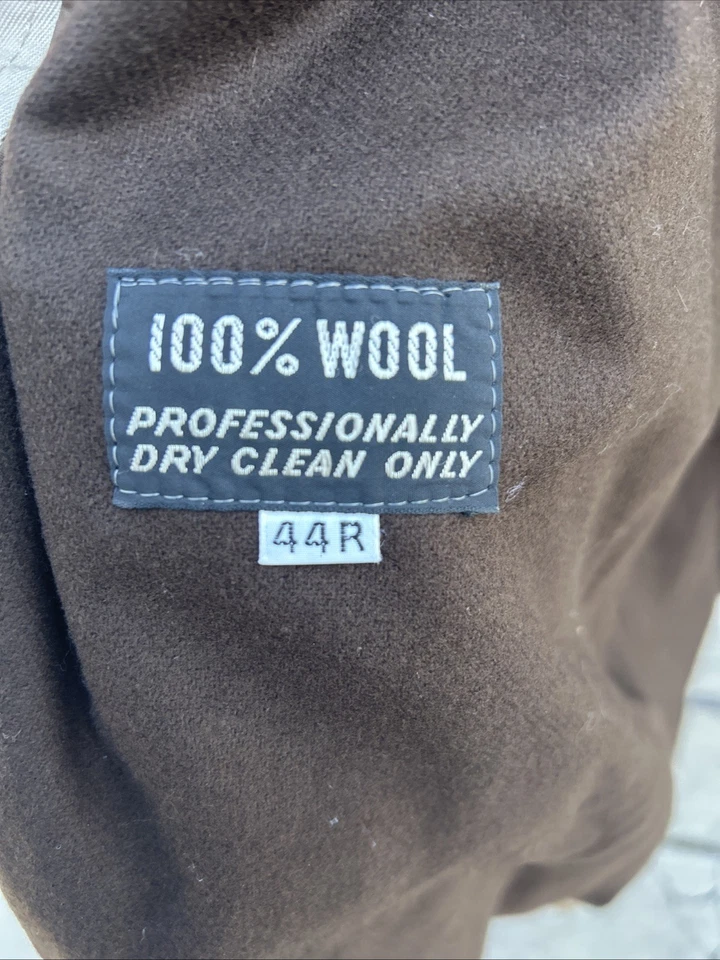 100% WOOL
PROFESSIONALLY
DRY CLEAN ONLY
44R